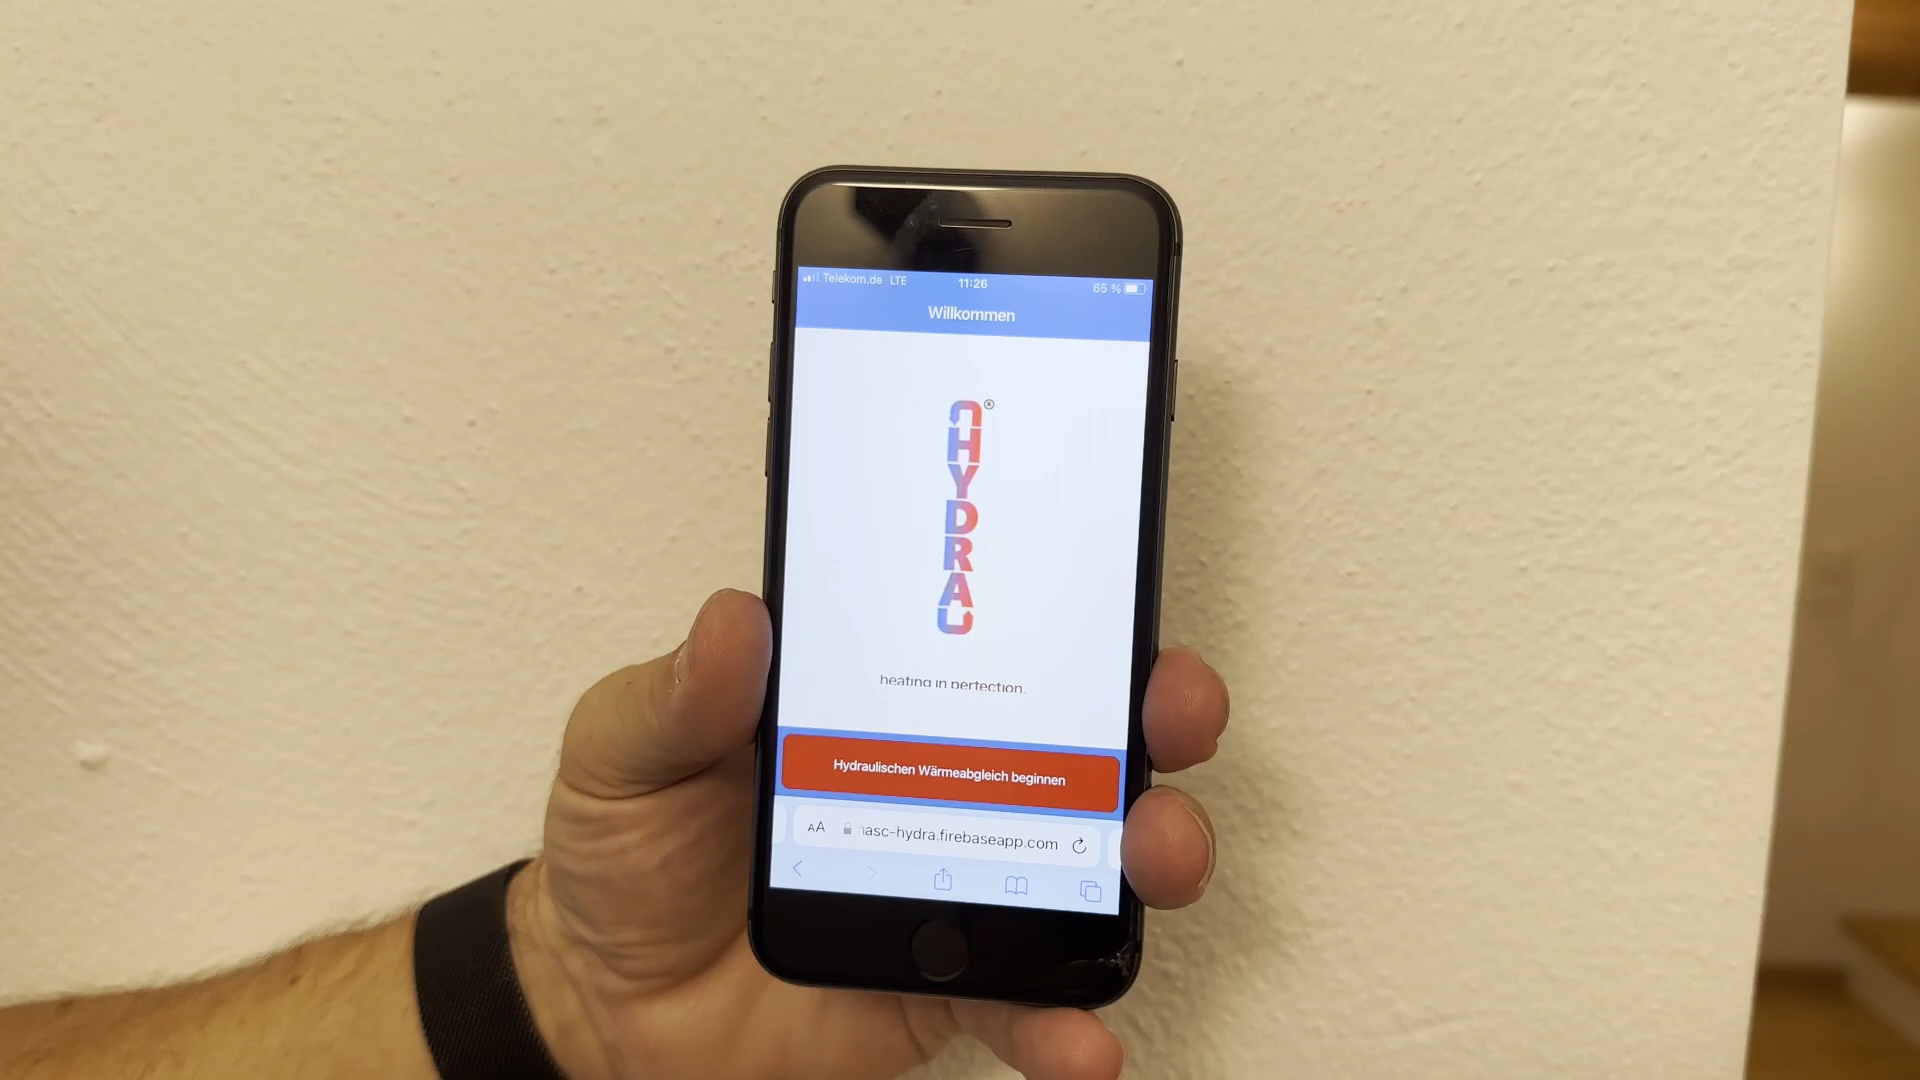 Telekom.de LTE 11:26 65 %
Willkommen
HYDRA®
heating in perfection.
Hydraulischen Wärmeabgleich beginnen
AA asc-hydra.firebaseapp.com